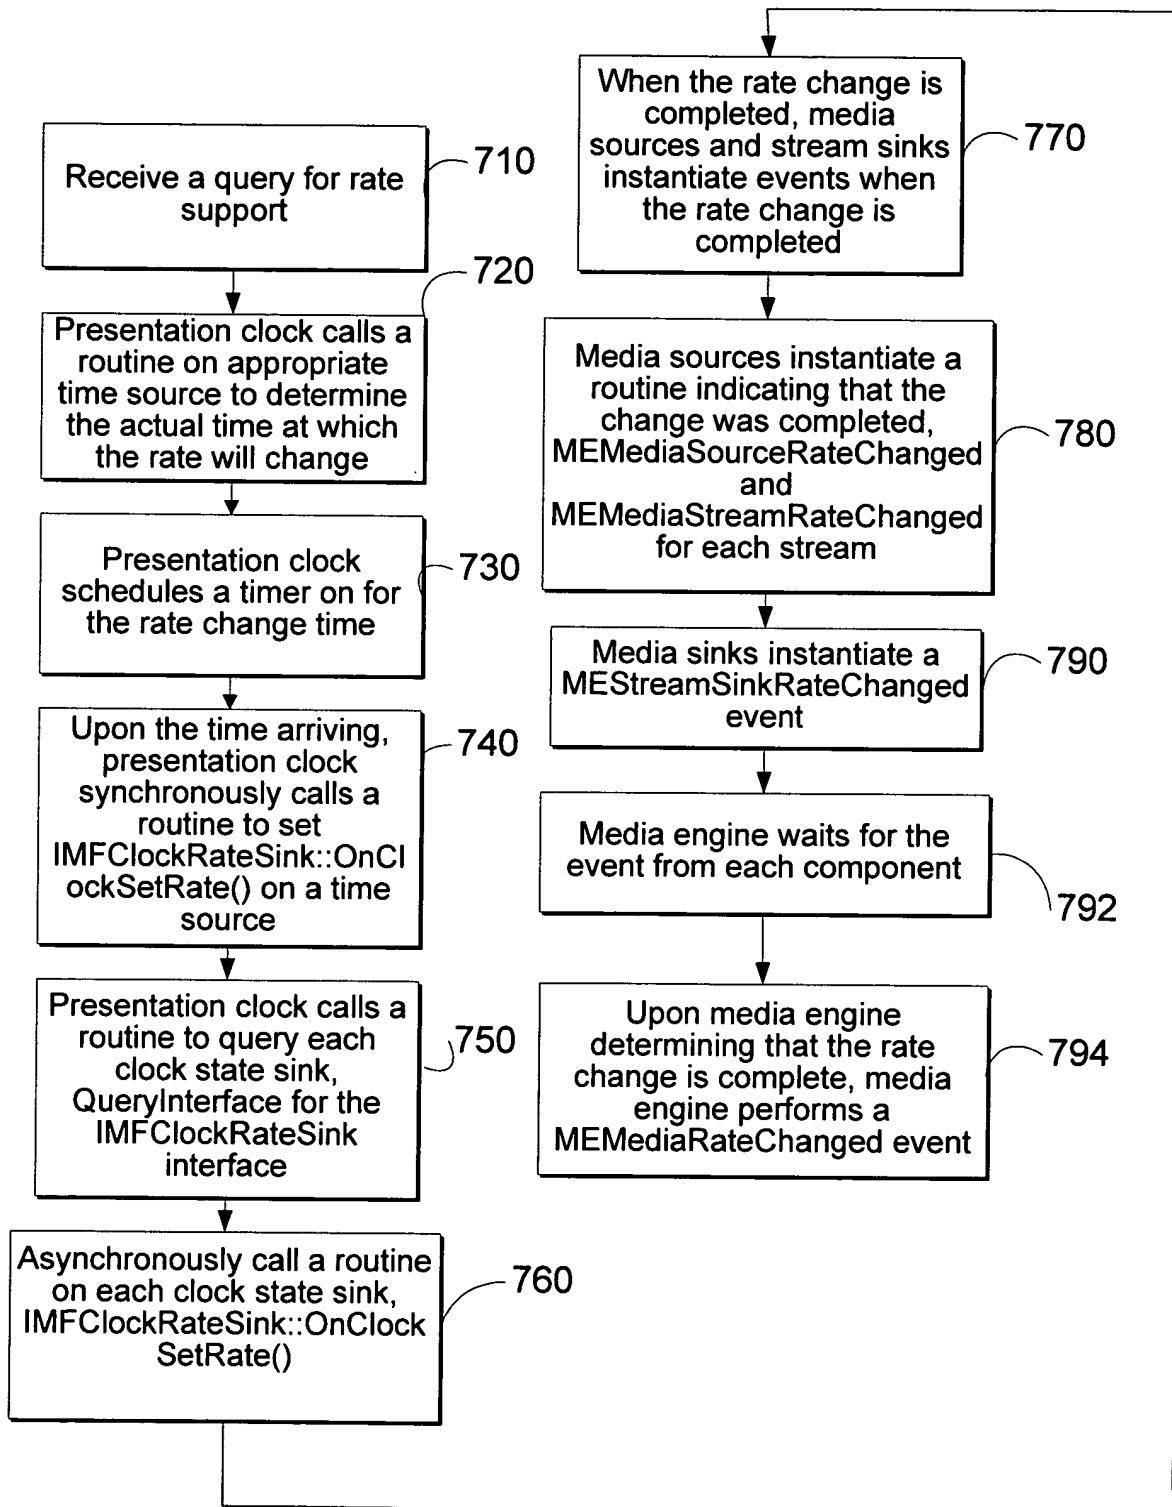 Receive a query for rate
support
710
Presentation clock calls a
routine on appropriate
time source to determine
the actual time at which
the rate will change
720
Presentation clock
schedules a timer on for
the rate change time
730
Upon the time arriving,
presentation clock
synchronously calls a
routine to set
IMFClockRateSink::OnCl
ockSetRate() on a time
source
740
Presentation clock calls a
routine to query each
clock state sink,
QueryInterface for the
IMFClockRateSink
interface
750
Asynchronously call a routine
on each clock state sink,
IMFClockRateSink::OnClock
SetRate()
760
When the rate change is
completed, media
sources and stream sinks
instantiate events when
the rate change is
completed
770
Media sources instantiate a
routine indicating that the
change was completed,
MEMediaSourceRateChanged
and
MEMediaStreamRateChanged
for each stream
780
Media sinks instantiate a
MEStreamSinkRateChanged
event
790
Media engine waits for the
event from each component
792
Upon media engine
determining that the rate
change is complete, media
engine performs a
MEMediaRateChanged event
794